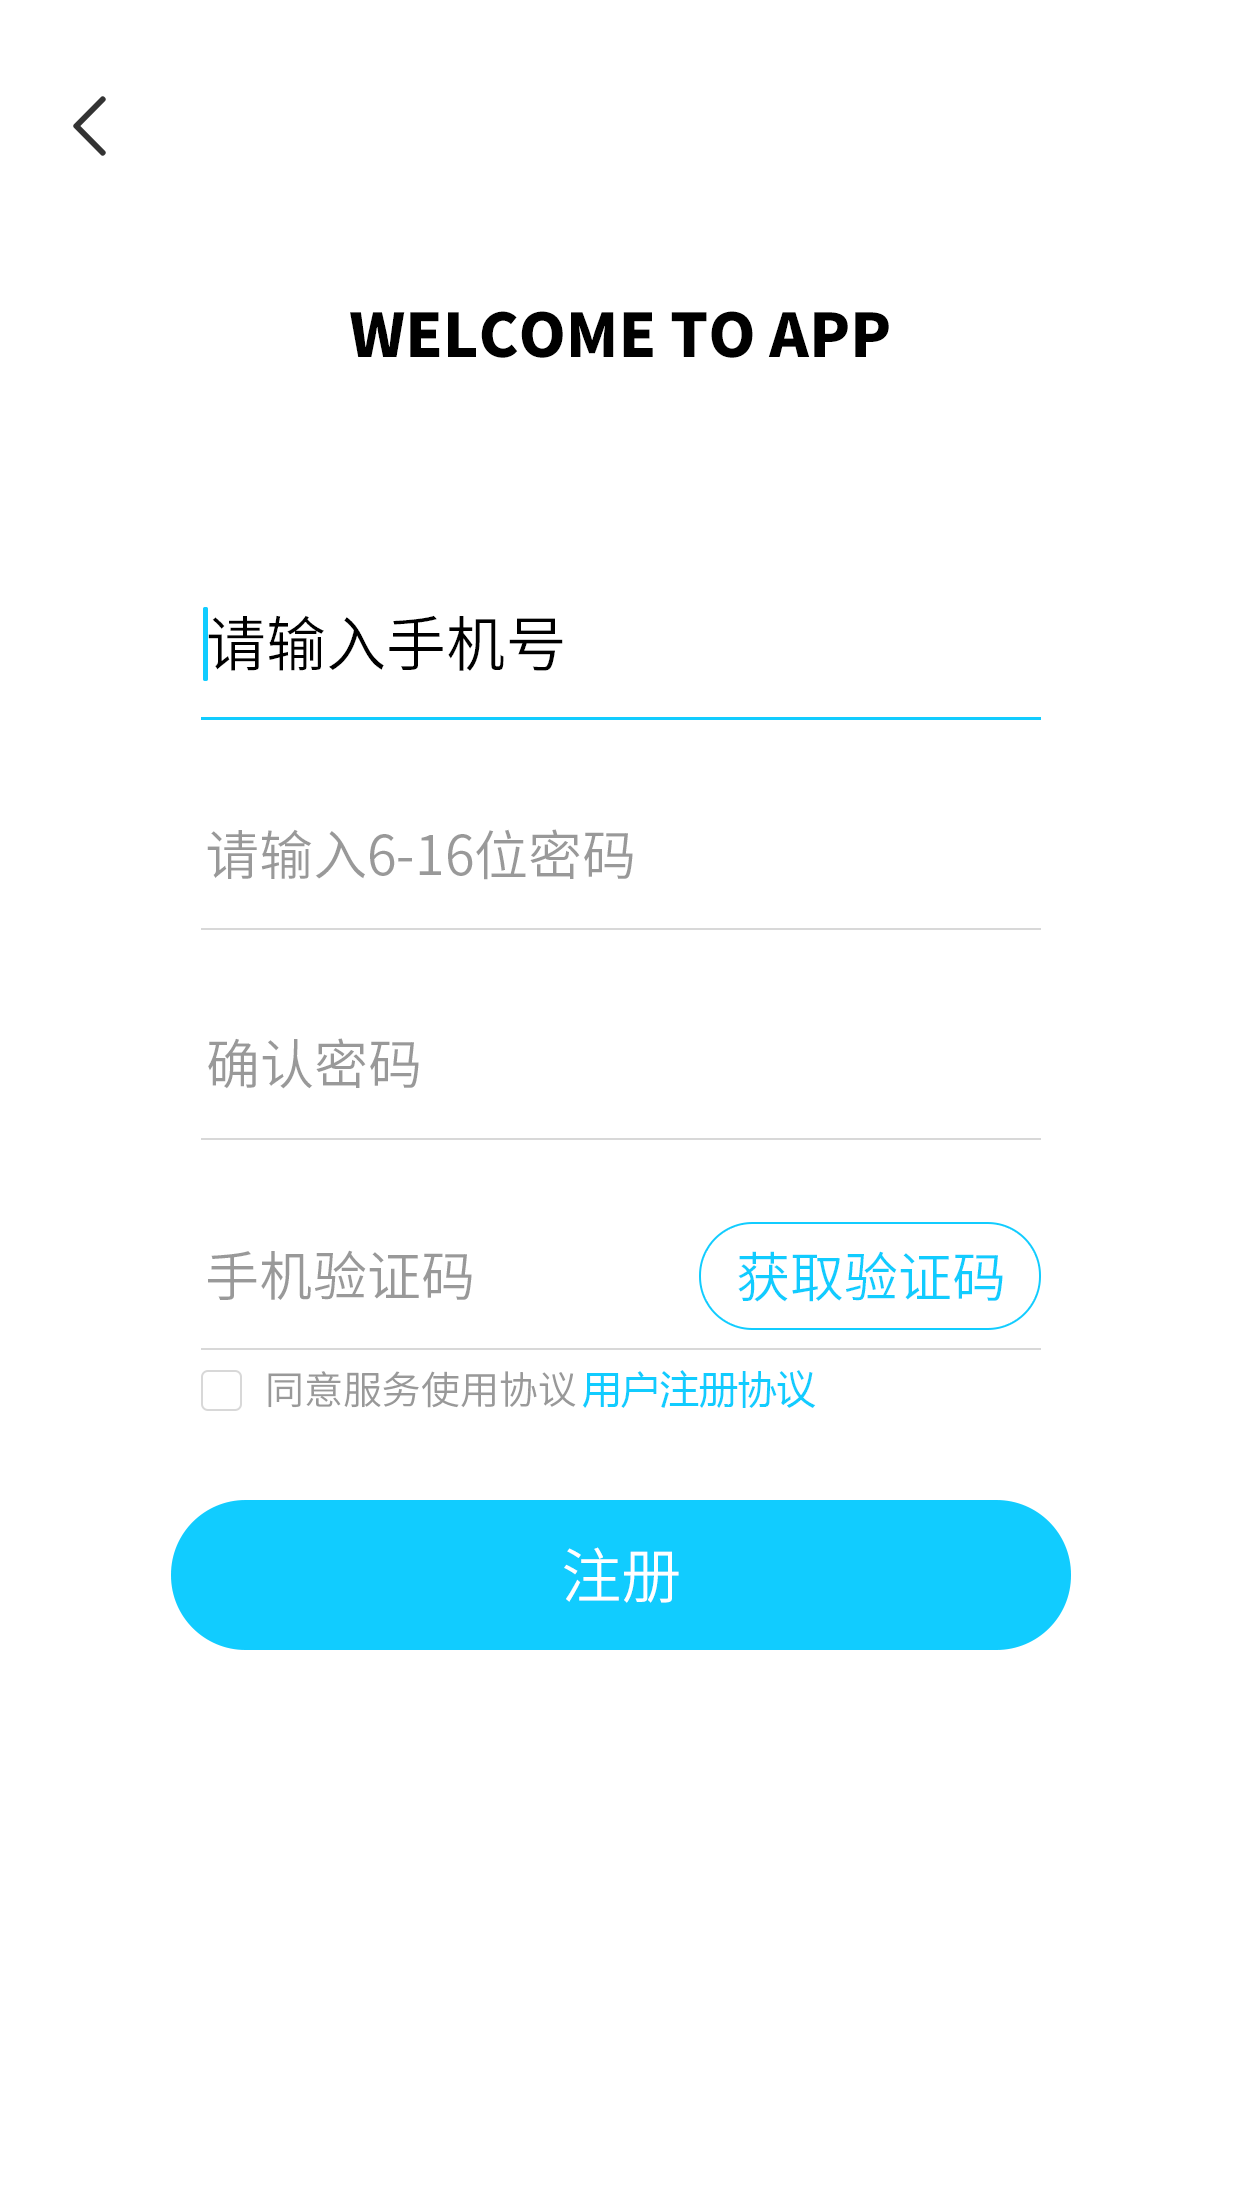 WELCOME TO APP
请输入手机号
请输入6-16位密码
确认密码
手机验证码 获取验证码
同意服务使用协议 用户注册协议
注册